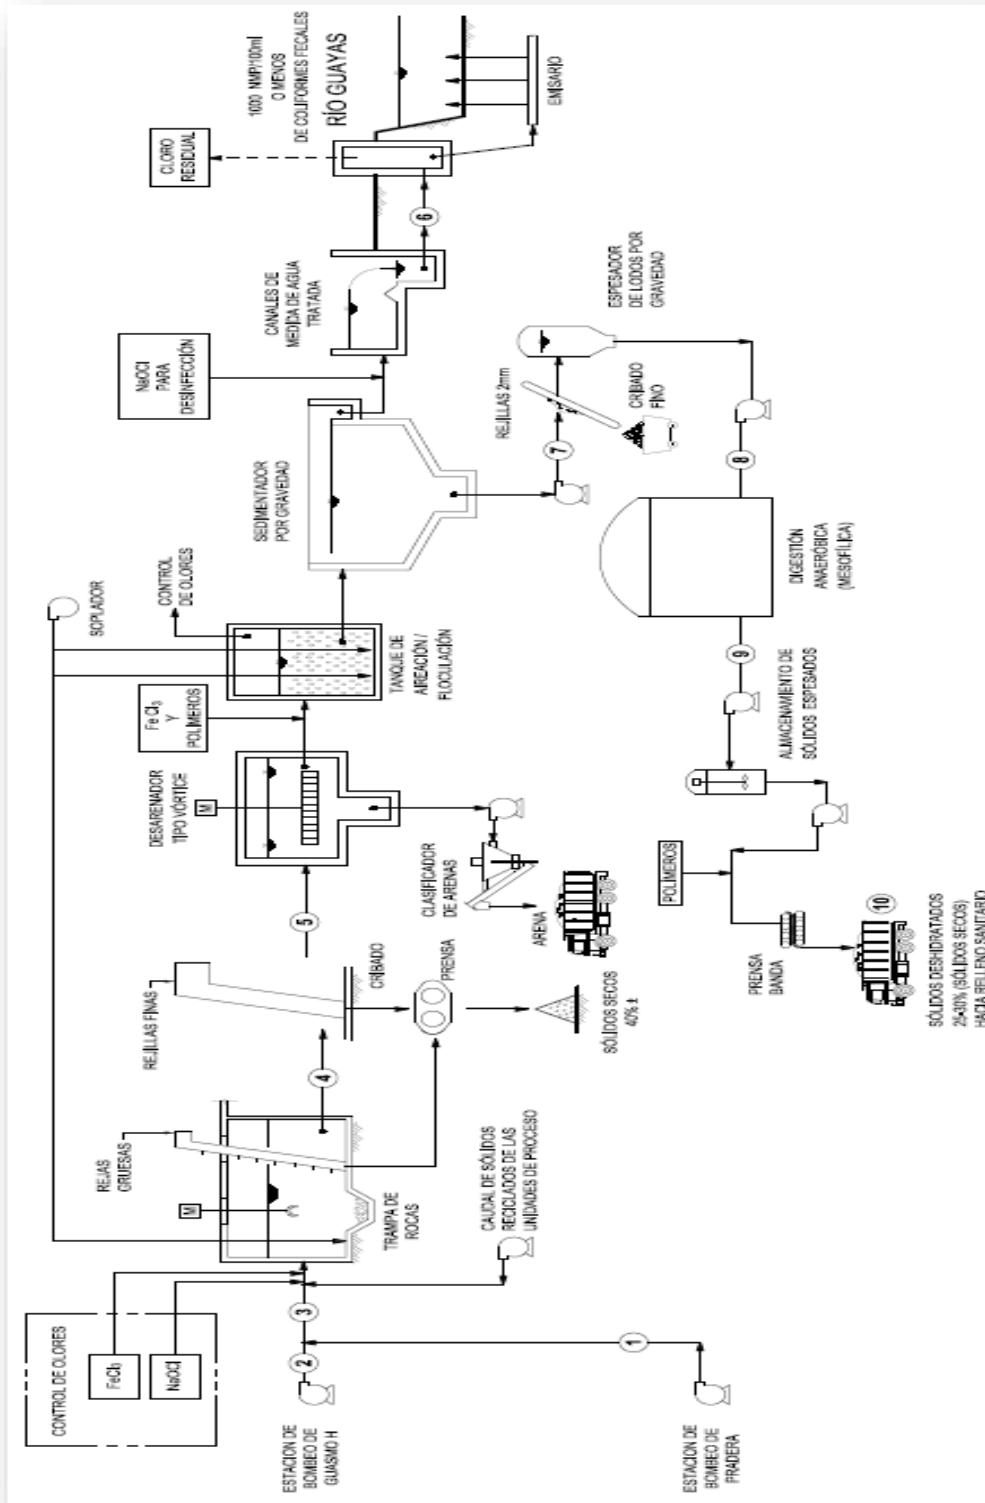 CONTROL DE OLORES
FeCl₃
NaOCl
ESTACION DE
BOMBEO DE
GUASMO H
2
3
1
ESTACION DE
BOMBEO DE
PRADERA
CAUDAL DE SÓLIDOS
RECICLADOS DE LAS
UNIDADES DE PROCESO
REJAS
GRUESAS
M
TRAMPA DE
ROCAS
4
REJILLAS FINAS
CRIBADO
PRENSA
SÓLIDOS SECOS
40% ±
5
DESARENADOR
TIPO VÓRTICE
M
CLASIFICADOR
DE ARENAS
ARENA
Fe Cl₃
Y
POLÍMEROS
SOPLADOR
CONTROL
DE OLORES
TANQUE DE
AIREACIÓN /
FLOCULACIÓN
SEDIMENTADOR
POR GRAVEDAD
NaOCl
PARA
DESINFECCIÓN
CANALES DE
MEDIDA DE AGUA
TRATADA
6
CLORO
RESIDUAL
1000 NMP/100ml
O MENOS
DE COLIFORMES FECALES
RÍO GUAYAS
EMISARIO
7
REJILLAS 2mm
CRIBADO
FINO
ESPESADOR
DE LODOS POR
GRAVEDAD
8
DIGESTIÓN
ANAERÓBICA
(MESOFÍLICA)
9
ALMACENAMIENTO DE
SÓLIDOS ESPESADOS
POLÍMEROS
PRENSA
BANDA
10
SÓLIDOS DESHIDRATADOS
25-30% (SÓLIDOS SECOS)
HACIA RELLENO SANITARIO